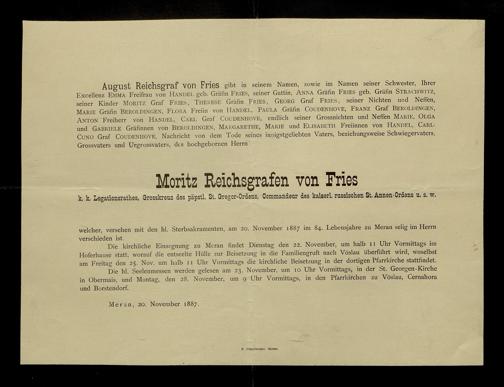 August Reichsgraf von Fries gibt in seinem Namen, sowie im Namen seiner Schwester, Ihrer
Excellenz Emma Freifrau von Handel geb. Gräfin Fries, seiner Gattin, Anna Gräfin Fries geb. Gräfin Strachwitz,
seiner Kinder Moritz Graf Fries, Therese Gräfin Fries, Georg Graf Fries, seiner Nichten und Neffen,
Marie Gräfin Beroldingen, Flora Freiin von Handel, Paula Gräfin Coudenhove, Franz Graf Beroldingen,
Anton Freiherr von Handel, Carl Graf Coudenhove, endlich seiner Grossnichten und Neffen Marie, Olga
und Gabriele Gräfinnen von Beroldingen, Margarethe, Marie und Elisabeth Freiinnen von Handel, Carl-
Cuno Graf Coudenhove, Nachricht von dem Tode seines innigstgeliebten Vaters, beziehungsweise Schwiegervaters,
Grossvaters und Urgrossvaters, des hochgebornen Herrn
Moritz Reichsgrafen von Fries
k. k. Legationsrathes, Grosskreuz des päpstl. St. Gregor-Ordens, Commandeur des kaiserl. russischen St. Annen-Ordens u. s. w.
welcher, versehen mit den hl. Sterbsakramenten, am 20. November 1887 im 84. Lebensjahre zu Meran selig im Herrn
verschieden ist.
Die kirchliche Einsegnung zu Meran findet Dienstag den 22. November, um halb 11 Uhr Vormittags im
Hoferhause statt, worauf die entseelte Hülle zur Beisetzung in die Familiengruft nach Vöslau überführt wird, woselbst
am Freitag den 25. Nov. um halb 11 Uhr Vormittags die kirchliche Beisetzung in der dortigen Pfarrkirche stattfindet.
Die hl. Seelenmessen werden gelesen am 23. November, um 10 Uhr Vormittags, in der St. Georgen-Kirche
in Obermais, und Montag, den 28. November, um 9 Uhr Vormittags, in den Pfarrkirchen zu Vöslau, Cernahora
und Borstendorf.
Meran, 20. November 1887.